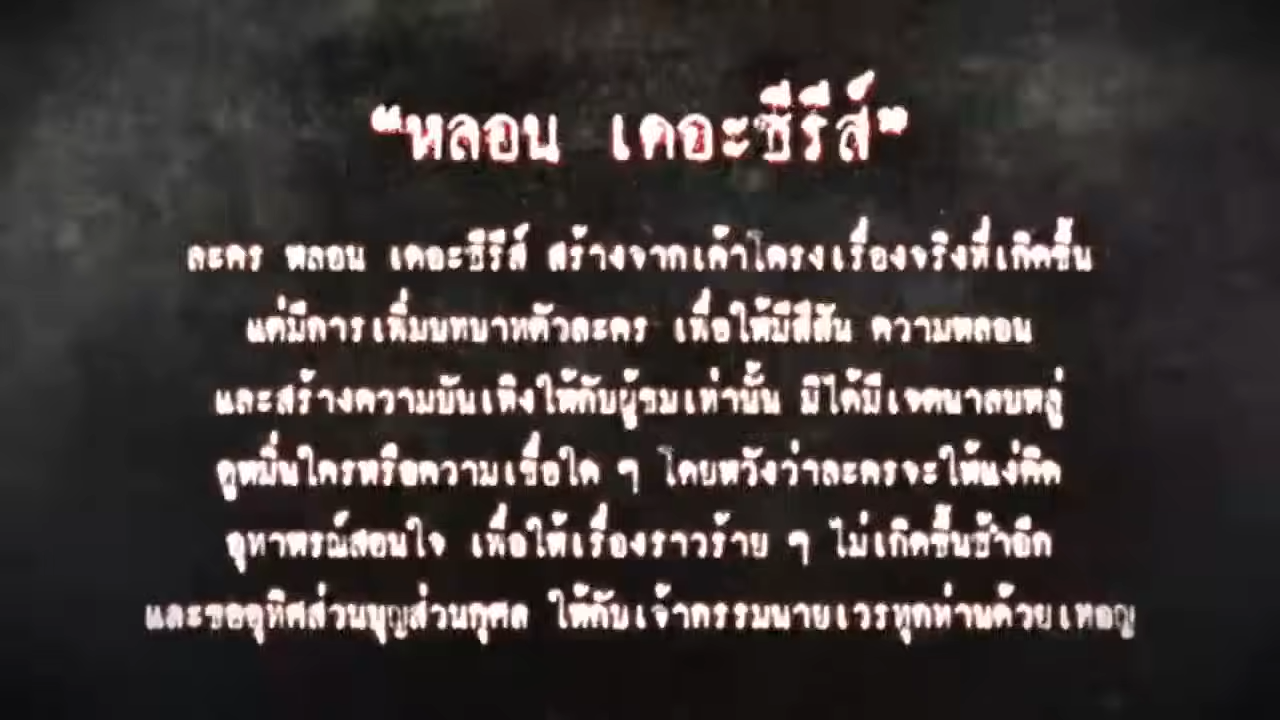 “หลอน เดอะซีรีส์”
ละคร หลอน เดอะซีรีส์ สร้างจากเค้าโครงเรื่องจริงที่เกิดขึ้น
แต่มีการเพิ่มบทบาทตัวละคร เพื่อให้มีสีสัน ความหลอน
และสร้างความบันเทิงให้กับผู้ชมเท่านั้น มิได้มีเจตนาลบหลู่
ดูหมิ่นใครหรือความเชื่อใด ๆ โดยหวังว่าละครจะให้แง่คิด
อุทาหรณ์สอนใจ เพื่อให้เรื่องราวร้าย ๆ ไม่เกิดขึ้นซ้ำอีก
และขออุทิศส่วนบุญส่วนกุศล ให้กับเจ้ากรรมนายเวรทุกท่านด้วยเทอญ